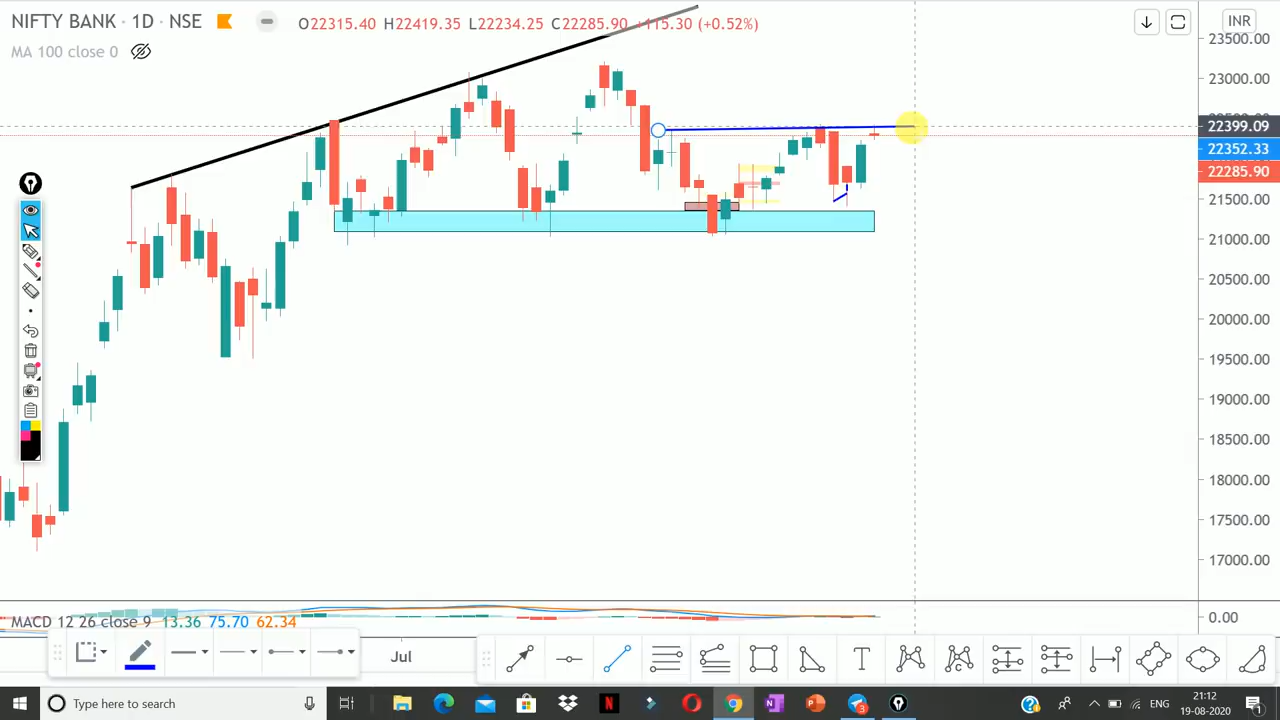 NIFTY BANK · 1D · NSE O22315.40 H22419.35 L22234.25 C22285.90 +115.30 (+0.52%) INR
MA 100 close 0
23500.00
23000.00
22399.09
22352.33
22285.90
21500.00
21000.00
20500.00
20000.00
19500.00
19000.00
18500.00
18000.00
17500.00
17000.00
0.00
MACD 12 26 close 9 13.36 75.70 62.34
Jul
T
Type here to search
N
3
ENG
21:12
19-08-2020
1